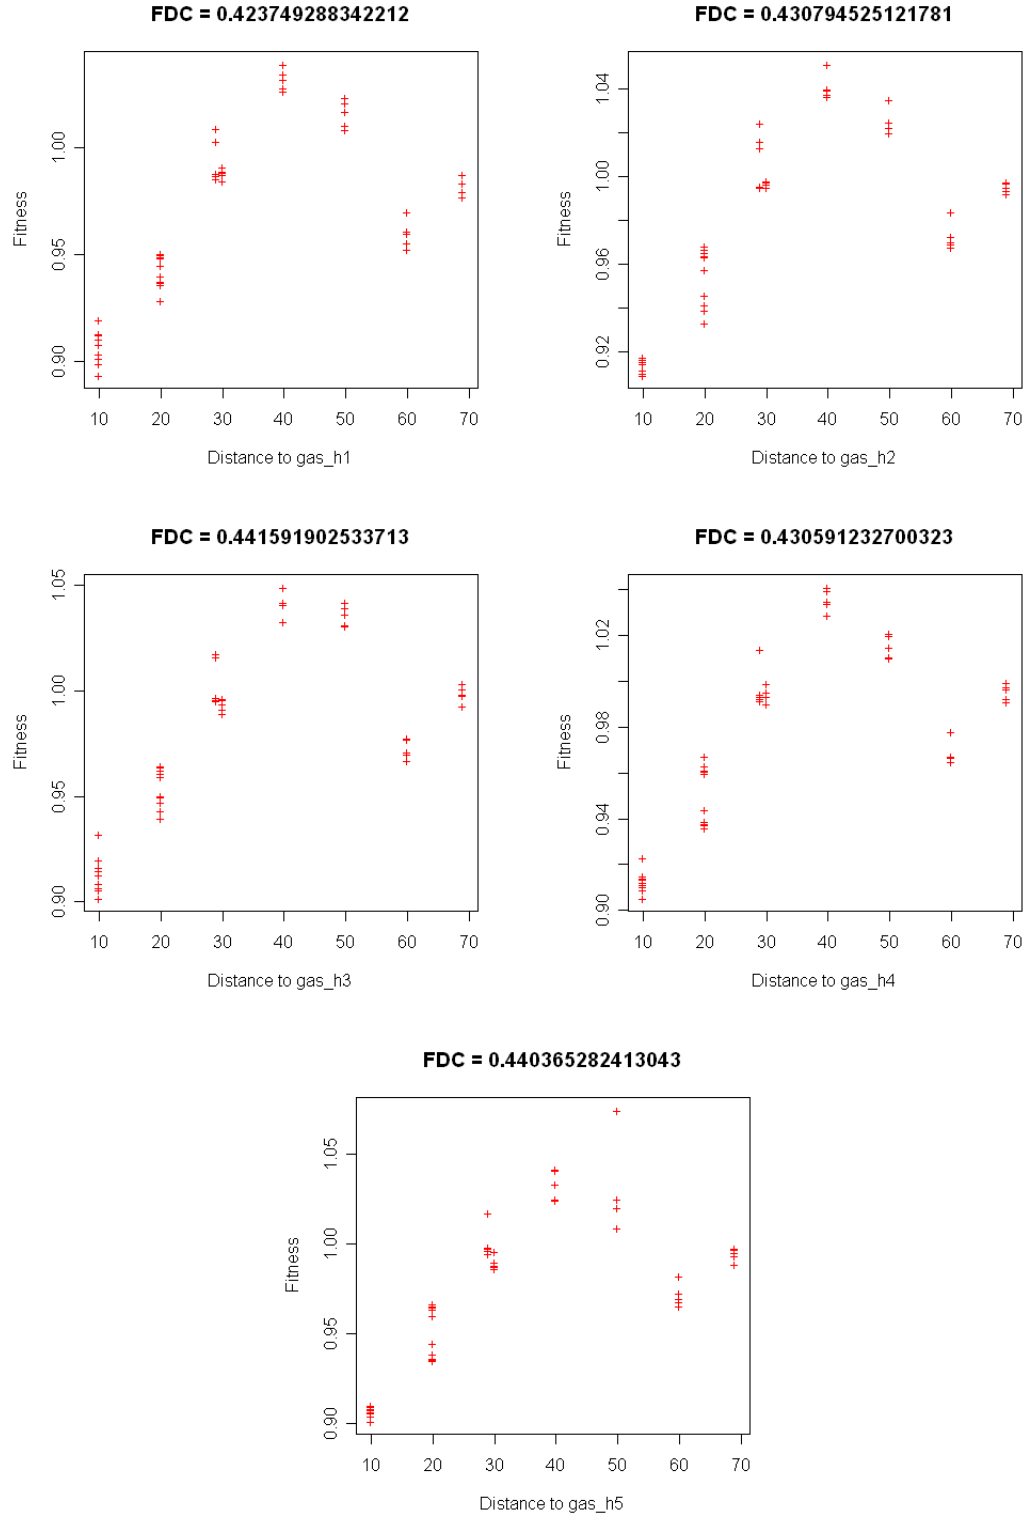 FDC = 0.423749288342212
Fitness
1.00
0.95
0.90
10 20 30 40 50 60 70
Distance to gas_h1
FDC = 0.430794525121781
Fitness
1.04
1.00
0.96
0.92
10 20 30 40 50 60 70
Distance to gas_h2
FDC = 0.441591902533713
Fitness
1.05
1.00
0.95
0.90
10 20 30 40 50 60 70
Distance to gas_h3
FDC = 0.430591232700323
Fitness
1.02
0.98
0.94
0.90
10 20 30 40 50 60 70
Distance to gas_h4
FDC = 0.440365282413043
Fitness
1.05
1.00
0.95
0.90
10 20 30 40 50 60 70
Distance to gas_h5